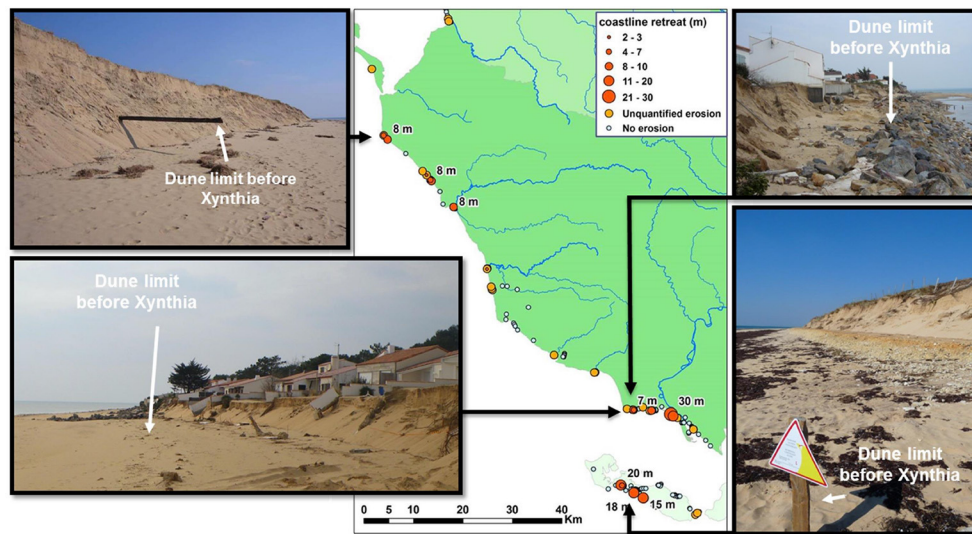 Dune limit before
Xynthia
Dune limit
before Xynthia
8 m
8 m
8 m
7 m
30 m
20 m
18 m
15 m
0 5 10 20 30 40
Km
coastline retreat (m)
2 - 3
4 - 7
8 - 10
11 - 20
21 - 30
Unquantified erosion
No erosion
Dune limit
before Xynthia
Dune limit
before Xynthia